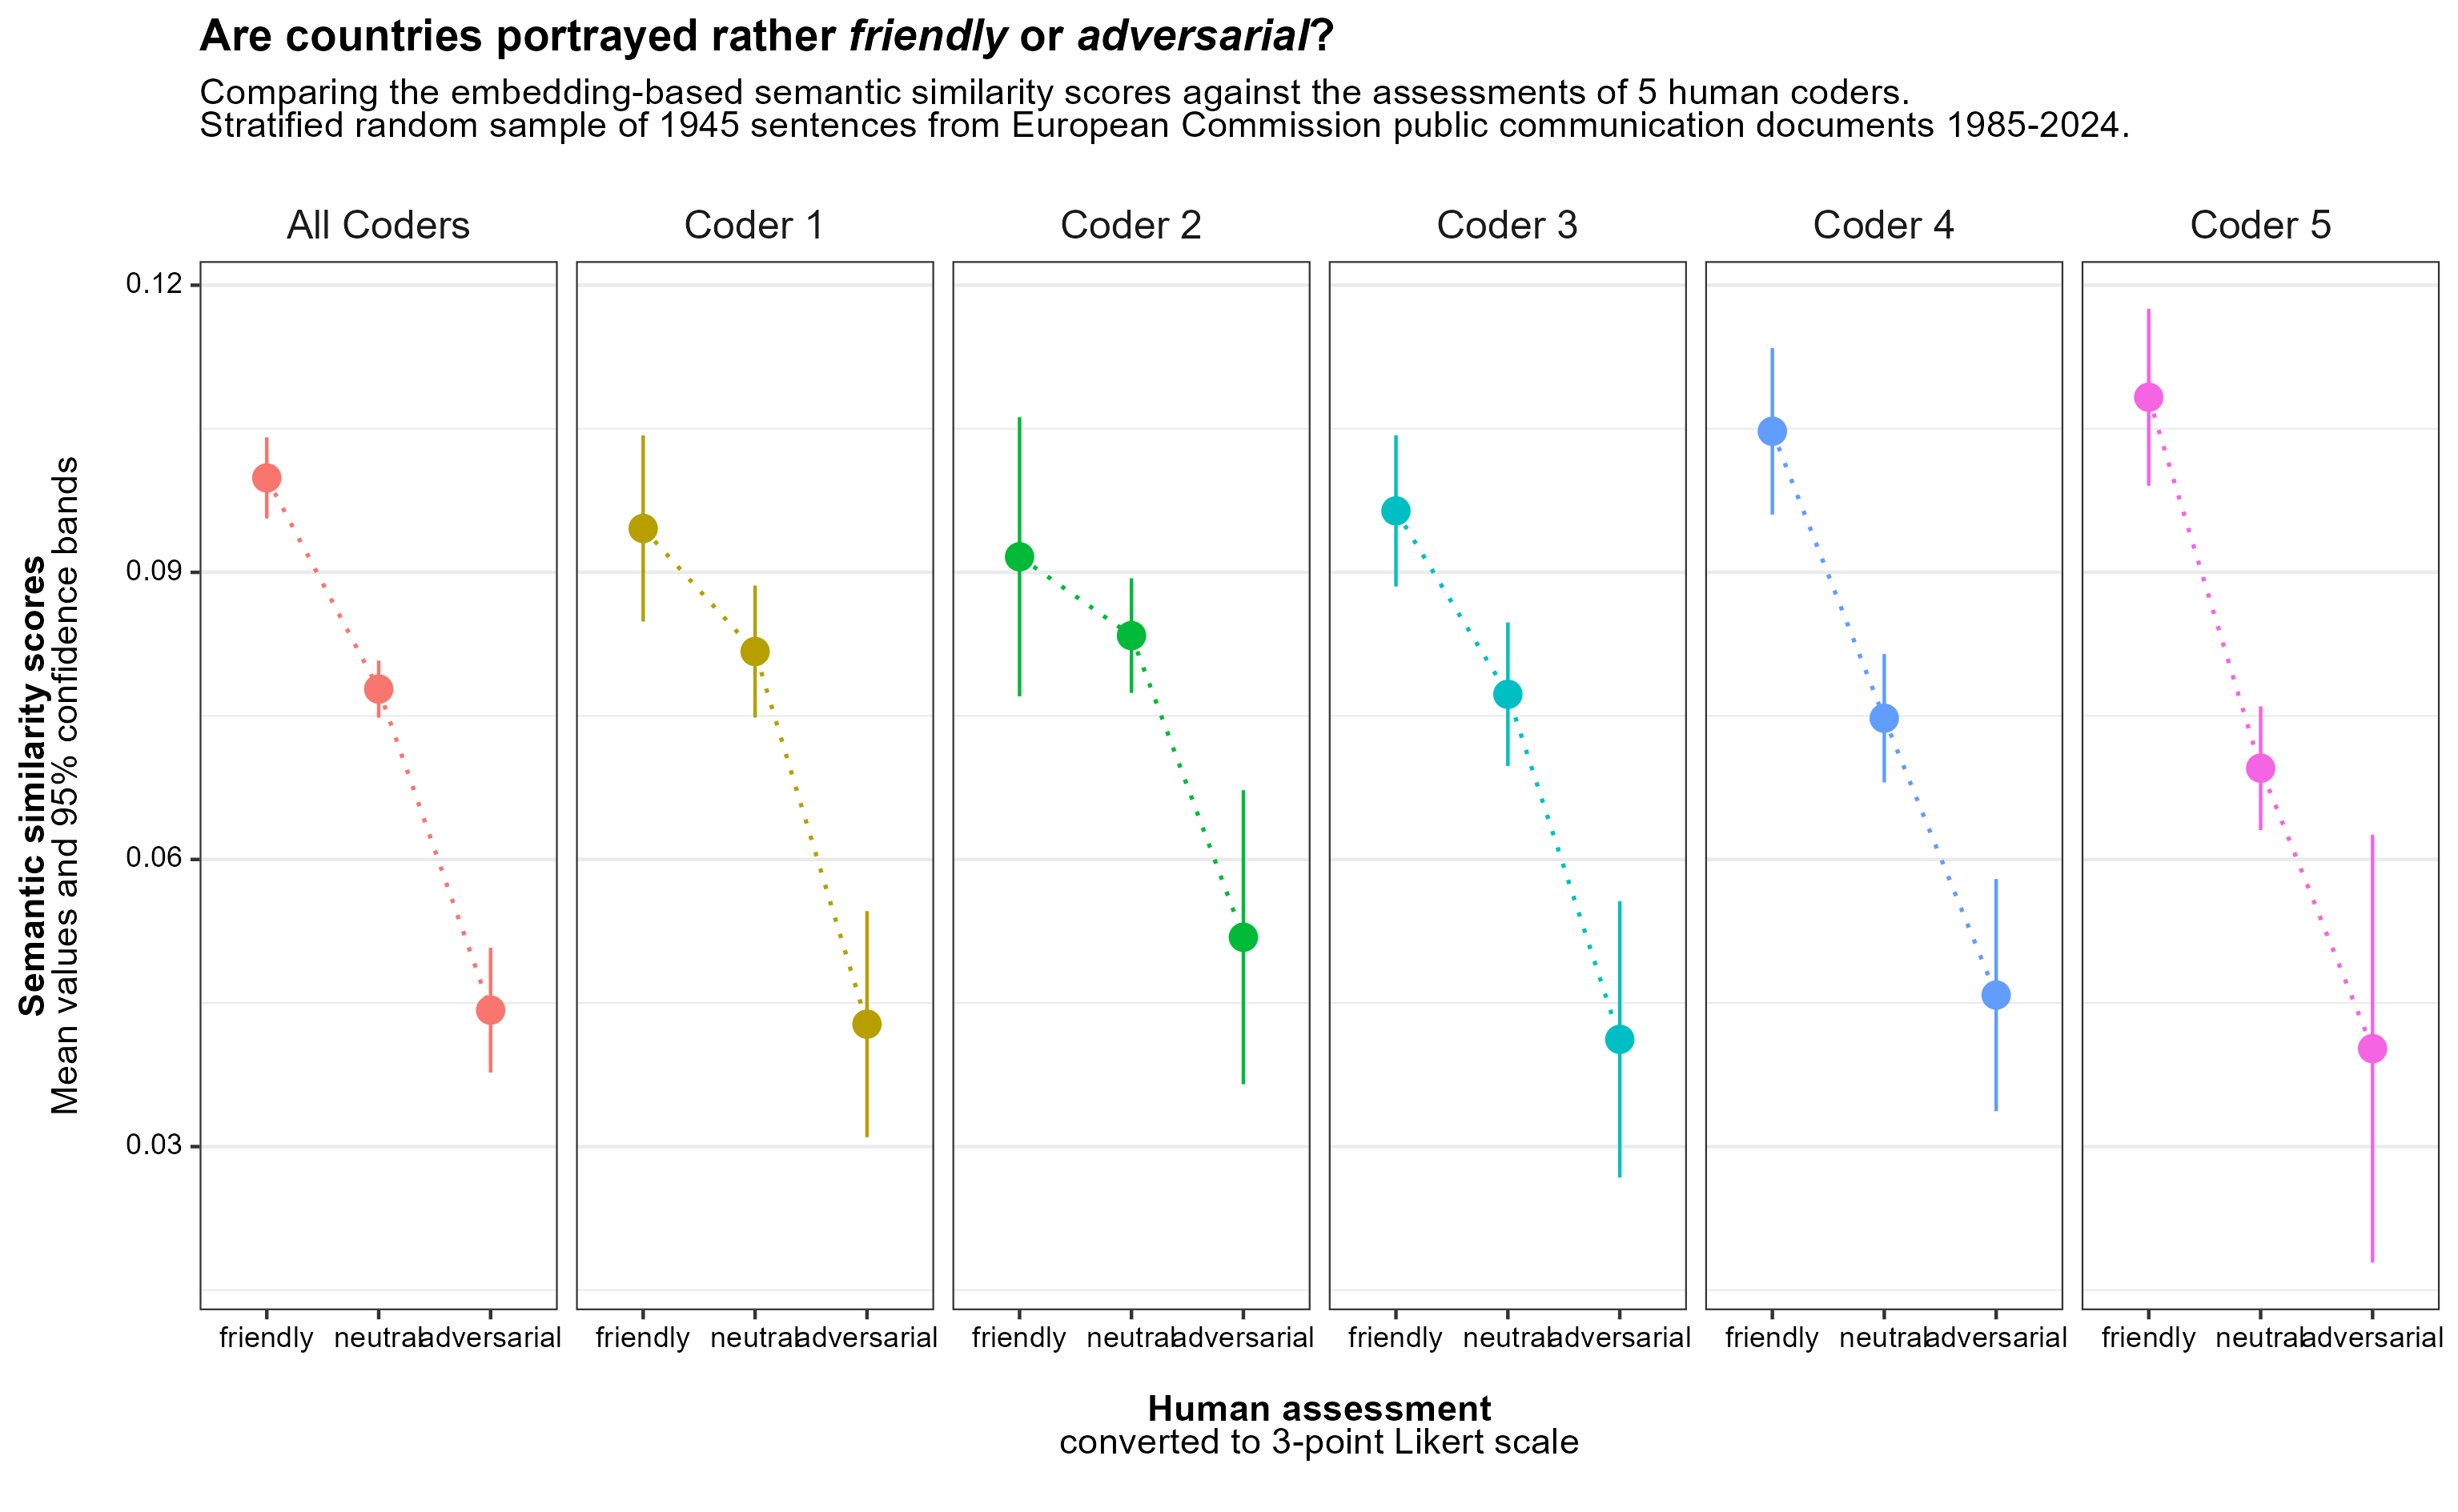 Are countries portrayed rather friendly or adversarial?
Comparing the embedding-based semantic similarity scores against the assessments of 5 human coders.
Stratified random sample of 1945 sentences from European Commission public communication documents 1985-2024.
All Coders
Coder 1
Coder 2
Coder 3
Coder 4
Coder 5
Semantic similarity scores
Mean values and 95% confidence bands
0.12
0.09
0.06
0.03
friendly neutral adversarial
friendly neutral adversarial
friendly neutral adversarial
friendly neutral adversarial
friendly neutral adversarial
friendly neutral adversarial
Human assessment
converted to 3-point Likert scale